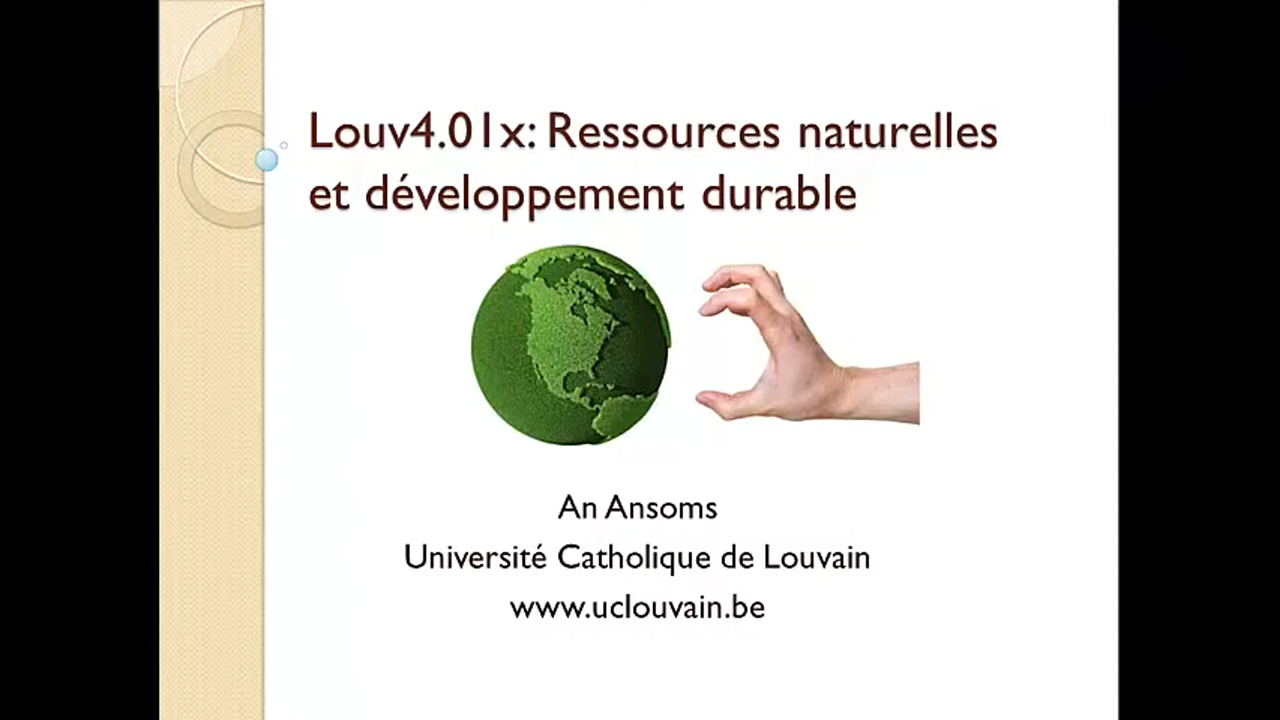 Louv4.01x: Ressources naturelles
et développement durable
An Ansoms
Université Catholique de Louvain
www.uclouvain.be